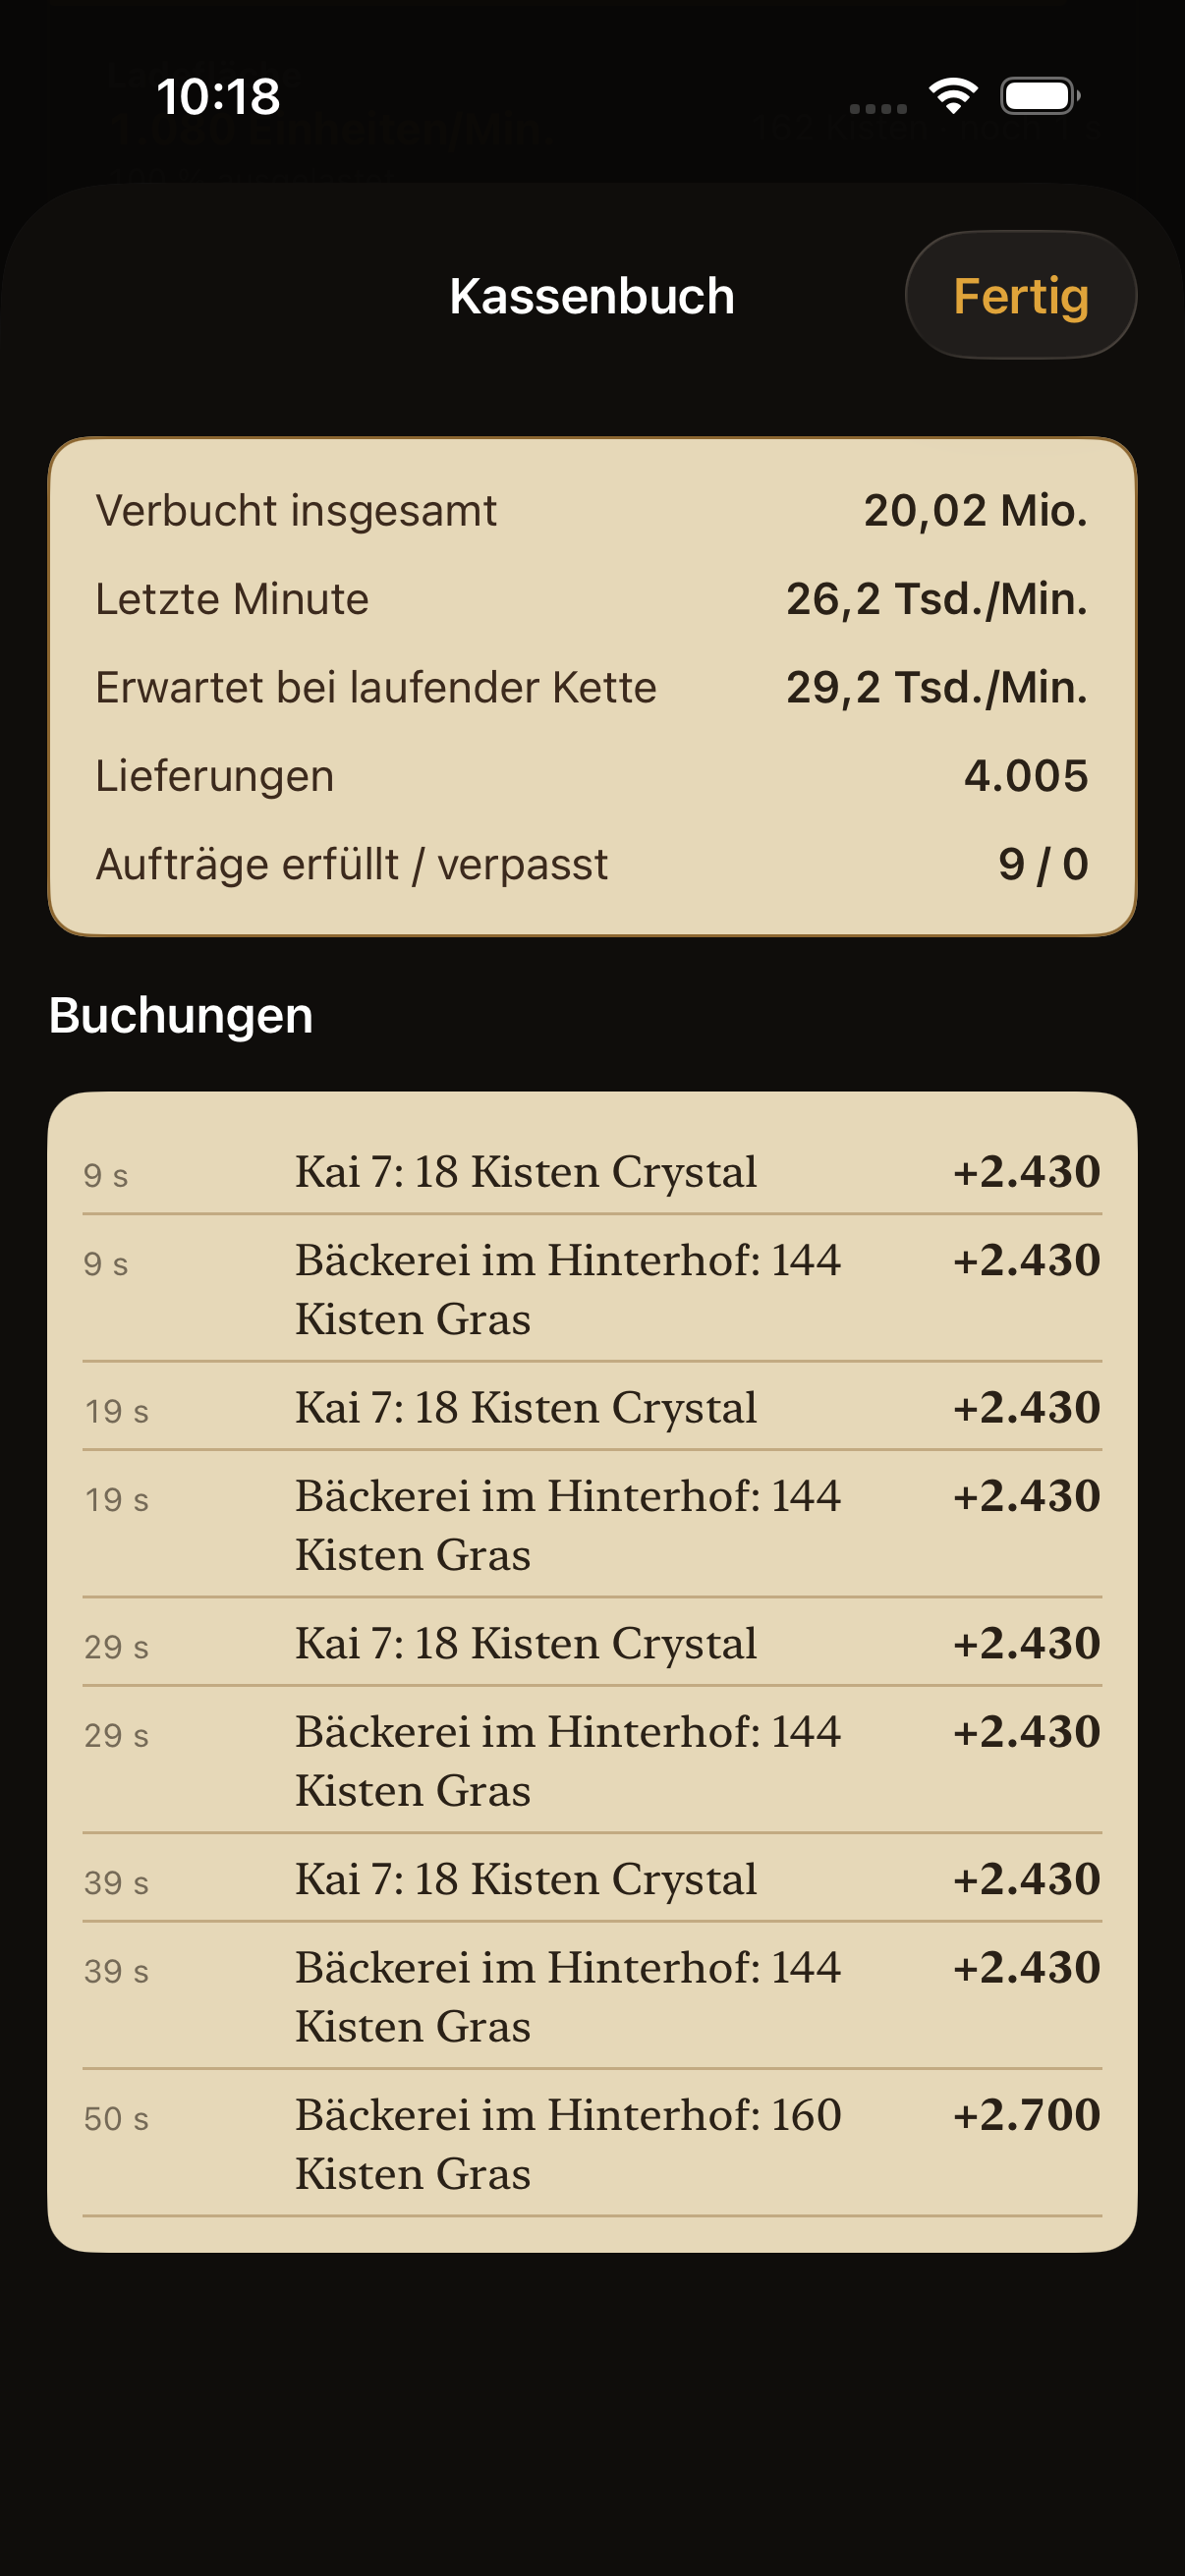 10:18
1.080 Einheiten/Min.
Kassenbuch
Fertig
Verbucht insgesamt 20,02 Mio.
Letzte Minute 26,2 Tsd./Min.
Erwartet bei laufender Kette 29,2 Tsd./Min.
Lieferungen 4.005
Aufträge erfüllt / verpasst 9 / 0
Buchungen
9 s Kai 7: 18 Kisten Crystal +2.430
9 s Bäckerei im Hinterhof: 144 +2.430
Kisten Gras
19 s Kai 7: 18 Kisten Crystal +2.430
19 s Bäckerei im Hinterhof: 144 +2.430
Kisten Gras
29 s Kai 7: 18 Kisten Crystal +2.430
29 s Bäckerei im Hinterhof: 144 +2.430
Kisten Gras
39 s Kai 7: 18 Kisten Crystal +2.430
39 s Bäckerei im Hinterhof: 144 +2.430
Kisten Gras
50 s Bäckerei im Hinterhof: 160 +2.700
Kisten Gras